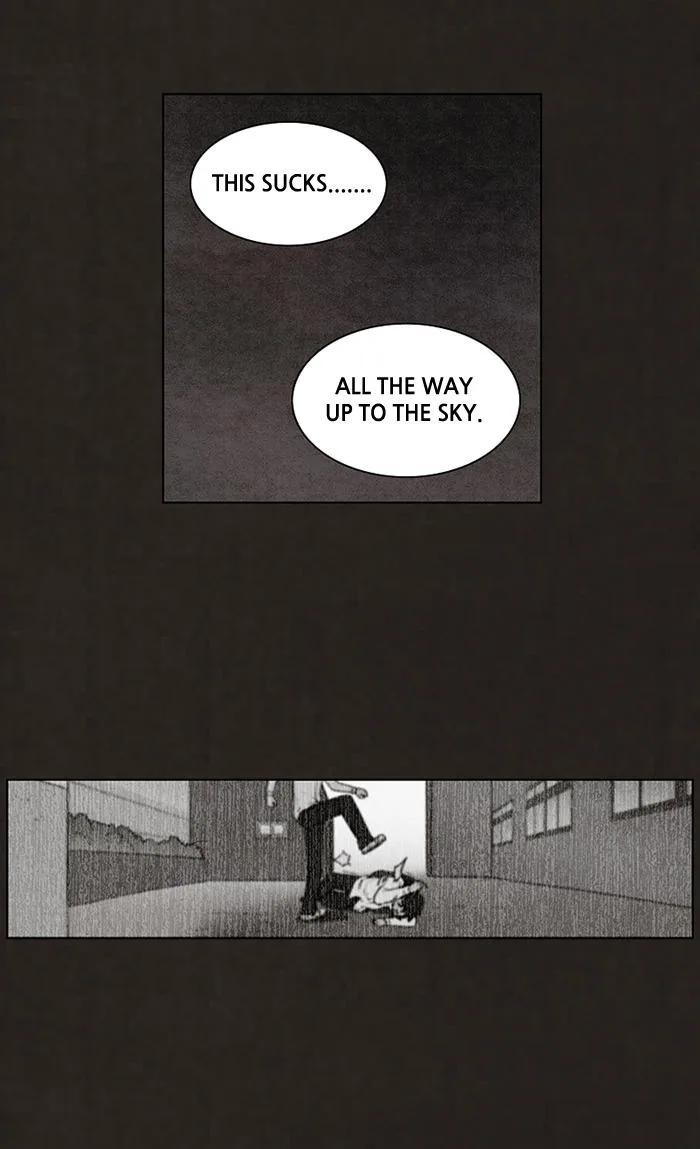 THIS SUCKS.......
ALL THE WAY
UP TO THE SKY.